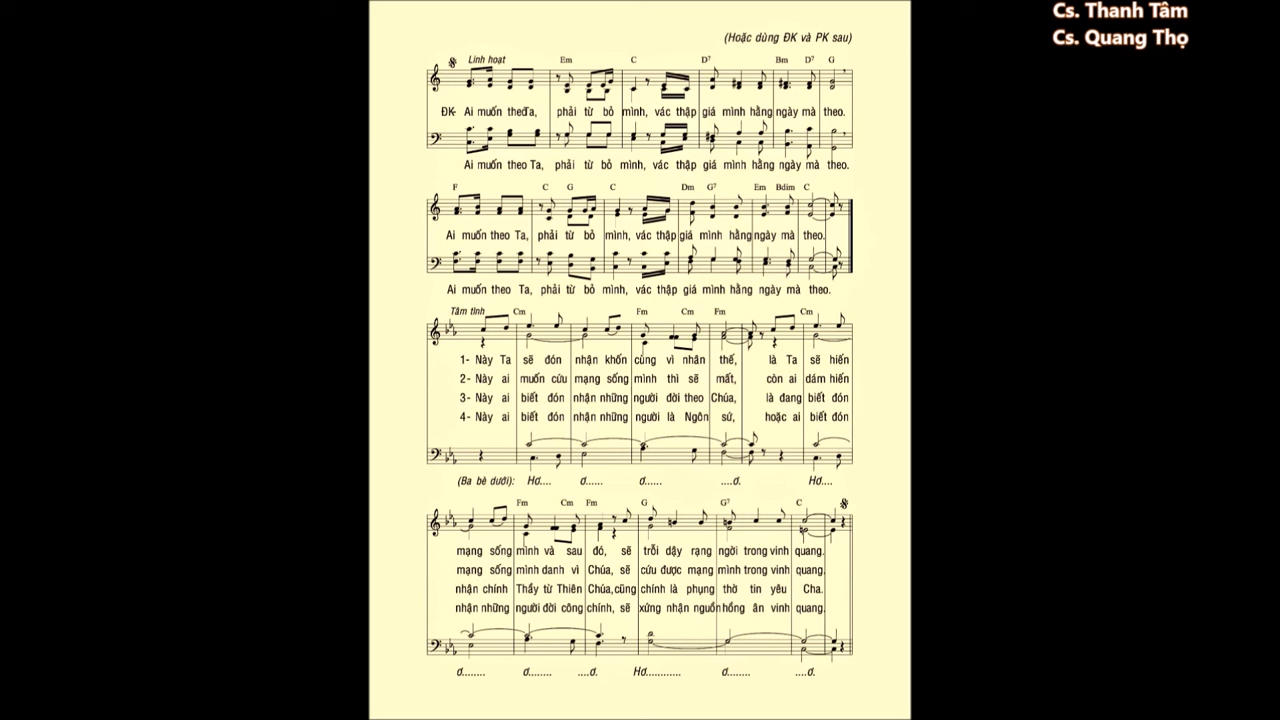 Cs. Thanh Tâm
Cs. Quang Thọ
(Hoặc dùng ĐK và PK sau)
Linh hoạt
Em C D7 Bm D7 G
ĐK- Ai muốn theo Ta, phải từ bỏ mình, vác thập giá mình hằng ngày mà theo.
Ai muốn theo Ta, phải từ bỏ mình, vác thập giá mình hằng ngày mà theo.
F C G C Dm G7 Em Bdim C
Ai muốn theo Ta, phải từ bỏ mình, vác thập giá mình hằng ngày mà theo.
Ai muốn theo Ta, phải từ bỏ mình, vác thập giá mình hằng ngày mà theo.
Tâm tình Cm Fm Cm Fm Cm
1- Này Ta sẽ đón nhận khốn cùng vì nhân thế, là Ta sẽ hiến
2- Này ai muốn cứu mạng sống mình thì sẽ mất, còn ai dám hiến
3- Này ai biết đón nhận những người đời theo Chúa, là đang biết đón
4- Này ai biết đón nhận những người là Ngôn sứ, hoặc ai biết đón
(Ba bè dưới): Hơ.... ơ...... ơ...... ....ơ. Hơ....
Fm Cm Fm G G7 C
mạng sống mình và sau đó, sẽ trỗi dậy rạng ngời trong vinh quang.
mạng sống mình danh vì Chúa, sẽ cứu được mạng mình trong vinh quang.
nhận chính Thầy từ Thiên Chúa, cũng chính là phụng thờ tin yêu Cha.
nhận những người đời công chính, sẽ xứng nhận nguồn hồng ân vinh quang.
ơ........ ơ........ ....ơ. Hơ............ ơ........ ....ơ.